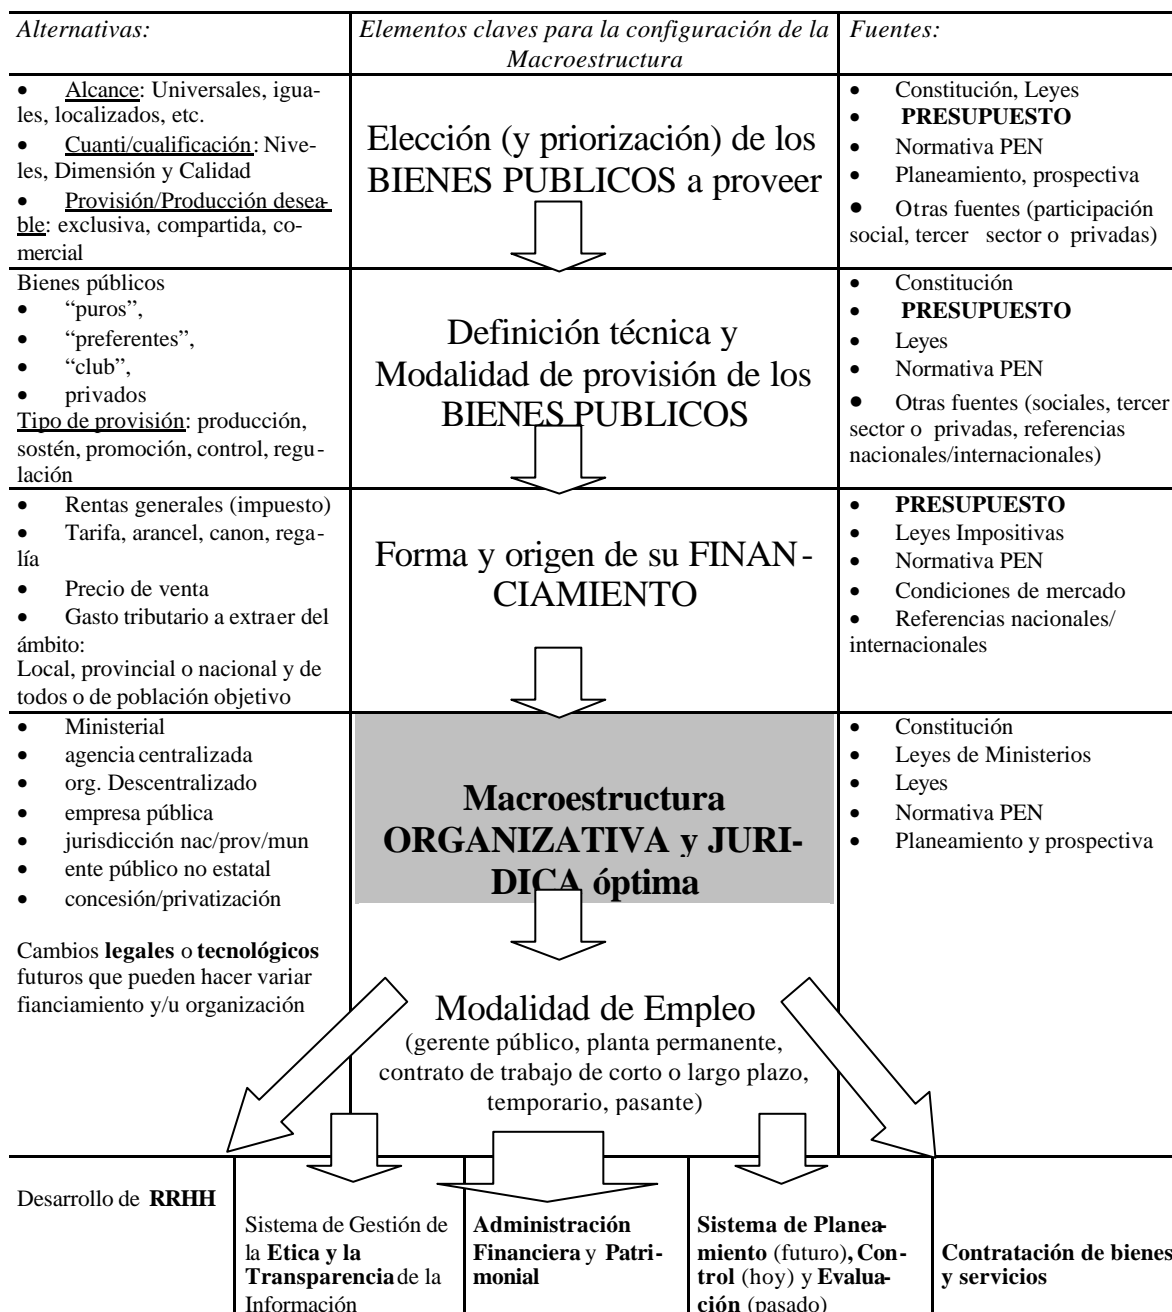 Alternativas:
Elementos claves para la configuración de la
Macroestructura
Fuentes:
• Alcance: Universales, igua-
les, localizados, etc.
• Cuanti/cualificación: Nive-
les, Dimensión y Calidad
• Provisión/Producción desea-
ble: exclusiva, compartida, co-
mercial
Elección (y priorización) de los
BIENES PUBLICOS a proveer
• Constitución, Leyes
• PRESUPUESTO
• Normativa PEN
• Planeamiento, prospectiva
• Otras fuentes (participación
social, tercer sector o privadas)
Bienes públicos
• “puros”,
• “preferentes”,
• “club”,
• privados
Tipo de provisión: producción,
sostén, promoción, control, regu-
lación
Definición técnica y
Modalidad de provisión de los
BIENES PUBLICOS
• Constitución
• PRESUPUESTO
• Leyes
• Normativa PEN
• Otras fuentes (sociales, tercer
sector o privadas, referencias
nacionales/internacionales)
• Rentas generales (impuesto)
• Tarifa, arancel, canon, rega-
lía
• Precio de venta
• Gasto tributario a extraer del
ámbito:
Local, provincial o nacional y de
todos o de población objetivo
Forma y origen de su FINAN-
CIAMIENTO
• PRESUPUESTO
• Leyes Impositivas
• Normativa PEN
• Condiciones de mercado
• Referencias nacionales/
internacionales
• Ministerial
• agencia centralizada
• org. Descentralizado
• empresa pública
• jurisdicción nac/prov/mun
• ente público no estatal
• concesión/privatización
Cambios legales o tecnológicos
futuros que pueden hacer variar
fianciamiento y/u organización
Macroestructura
ORGANIZATIVA y JURI-
DICA óptima
• Constitución
• Leyes de Ministerios
• Leyes
• Normativa PEN
• Planeamiento y prospectiva
Modalidad de Empleo
(gerente público, planta permanente,
contrato de trabajo de corto o largo plazo,
temporario, pasante)
Desarrollo de RRHH
Sistema de Gestión de
la Etica y la
Transparencia de la
Información
Administración
Financiera y Patri-
monial
Sistema de Planea-
miento (futuro), Con-
trol (hoy) y Evalua-
ción (pasado)
Contratación de bienes
y servicios